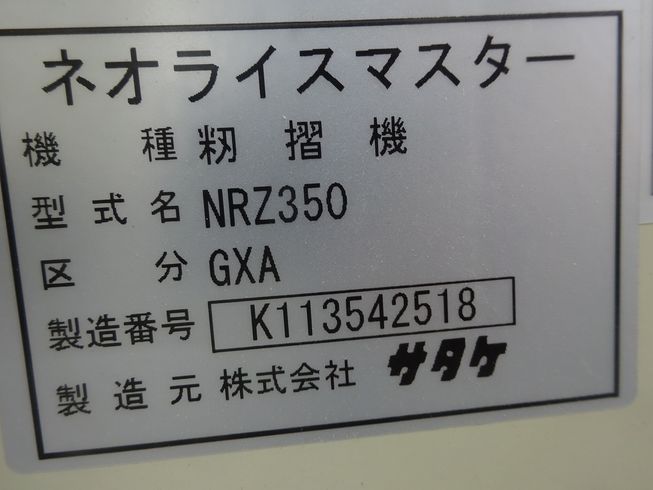 ネオライスマスター
機種 籾摺機
型式名 NRZ350
区分 GXA
製造番号 K113542518
製造元 株式会社 サタケ